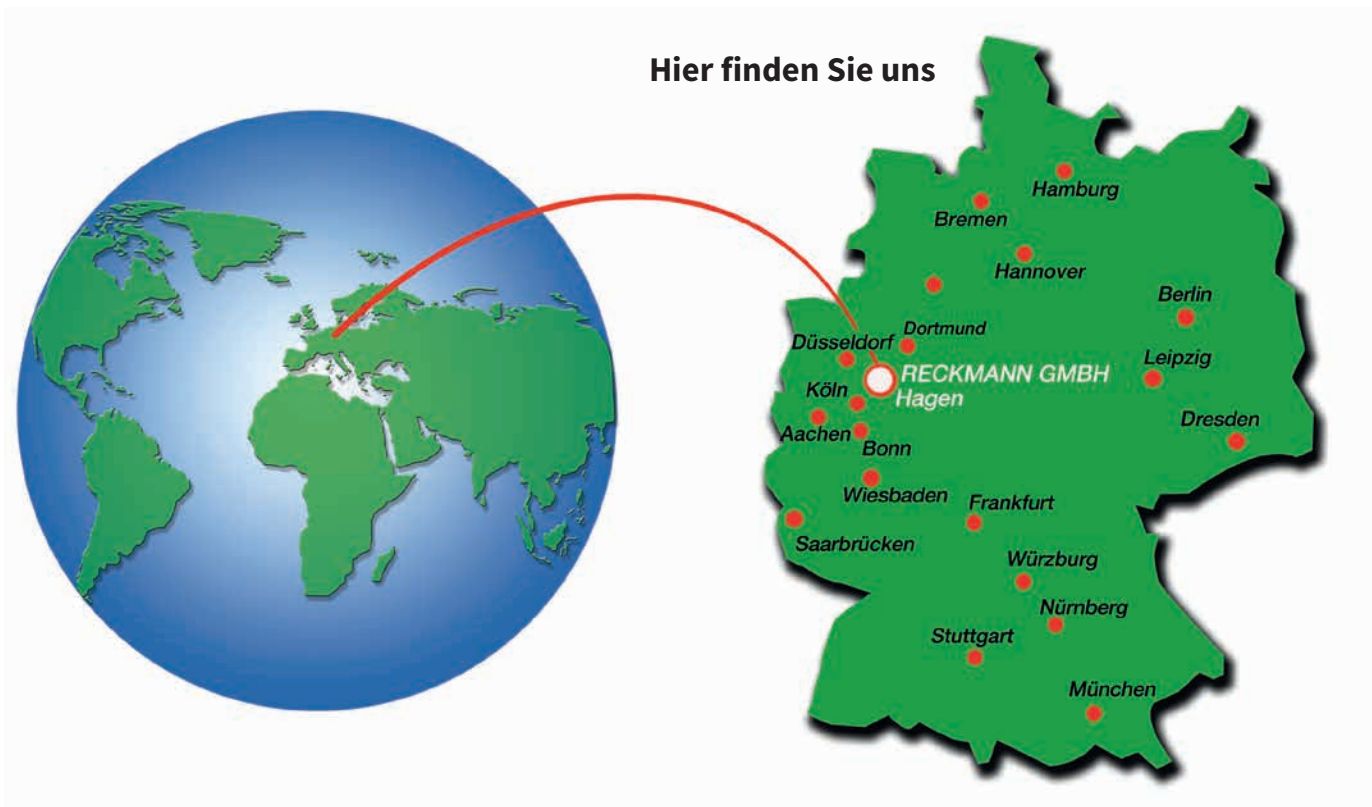 Hier finden Sie uns
Hamburg
Bremen
Hannover
Berlin
Dortmund
Düsseldorf
Leipzig
RECKMANN GMBH
Hagen
Köln
Dresden
Aachen
Bonn
Wiesbaden
Frankfurt
Saarbrücken
Würzburg
Nürnberg
Stuttgart
München